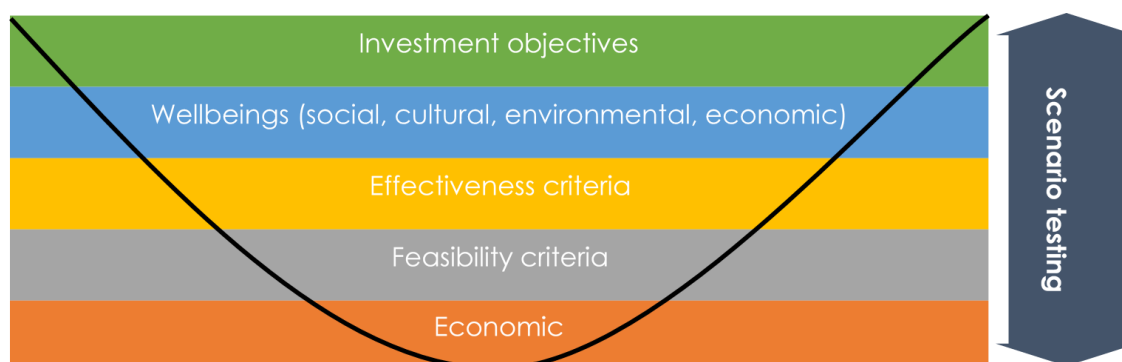 Investment objectives
Wellbeings (social, cultural, environmental, economic)
Effectiveness criteria
Feasibility criteria
Economic
Scenario testing